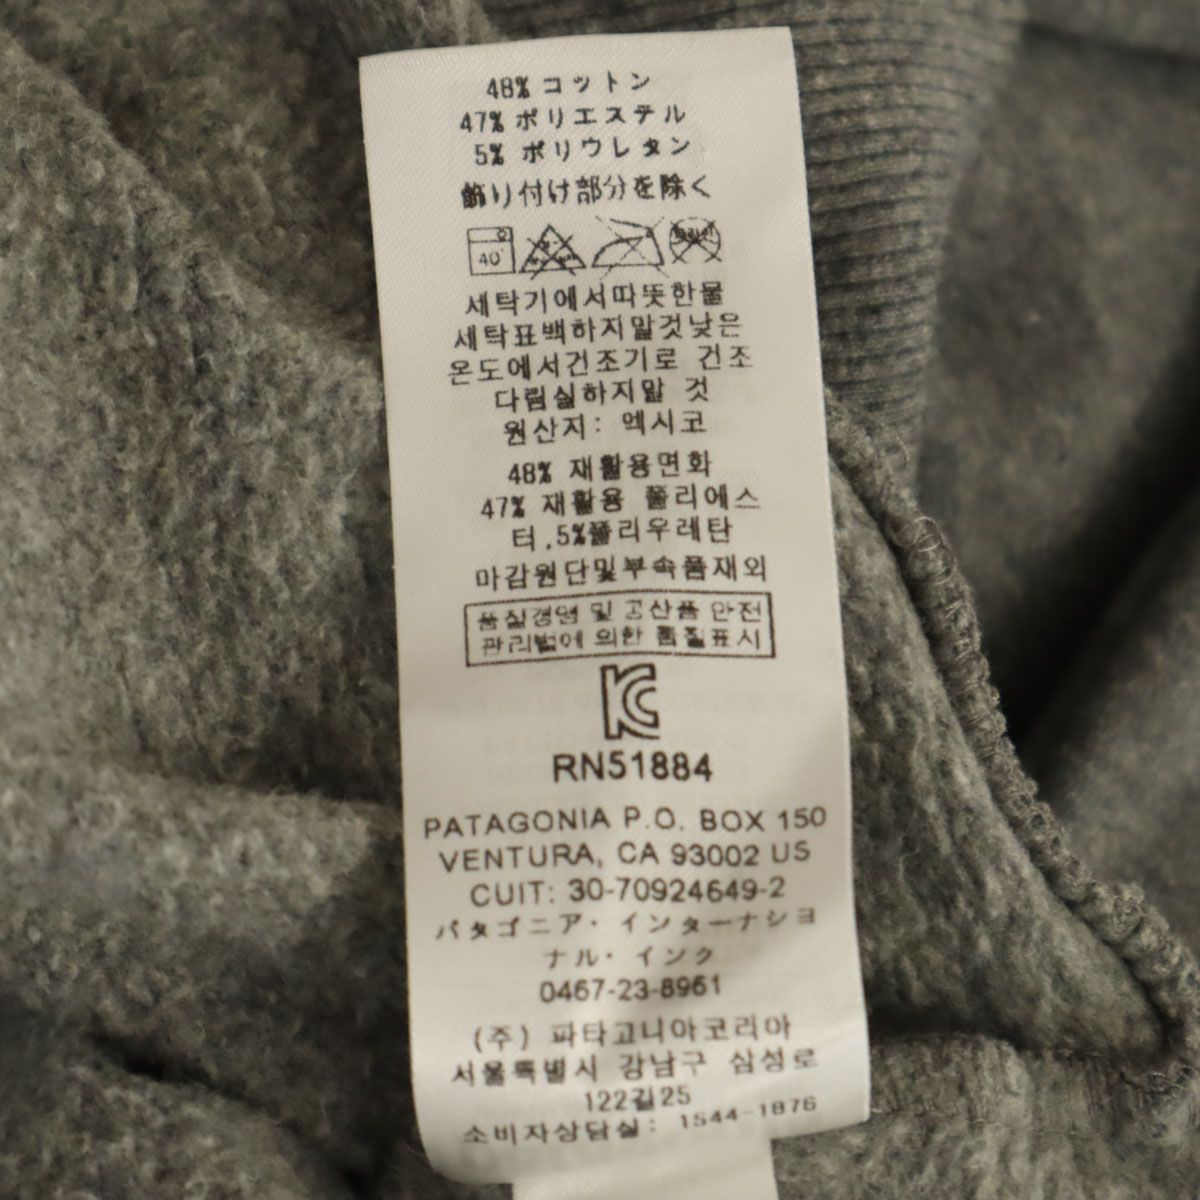 48% コットン
47% ポリエステル
5% ポリウレタン
飾り付け部分を除く
40°
세탁기에서따뜻한물
세탁표백하지말것낮은
온도에서건조기로 건조
다림실하지말 것
원산지: 엑시코
48% 재활용면화
47% 재활용 폴리에스
터,5%폴리우레탄
마감원단및부속품재외
품질경영 및 공산품 안전
관리법에 의한 품질표시
KC
RN51884
PATAGONIA P.O. BOX 150
VENTURA, CA 93002 US
CUIT: 30-70924649-2
パタゴニア・インターナショ
ナル・インク
0467-23-8961
(주) 파타고니아코리아
서울특별시 강남구 삼성로
122길25
소비자상담실: 1544-1876